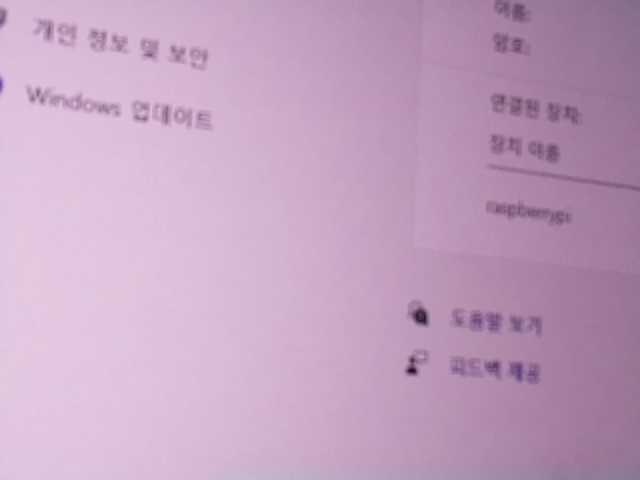 개인 정보 및 보안
Windows 업데이트
이름:
암호:
연결된 장치:
장치 이름
raspberrypi
도움말 보기
피드백 제공